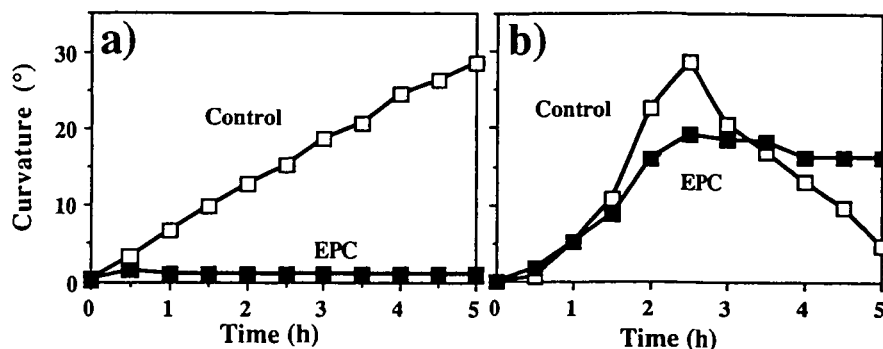 a)
Control
EPC
Curvature (°)
30
20
10
0
0 1 2 3 4 5
Time (h)
b)
Control
EPC
0 1 2 3 4 5
Time (h)